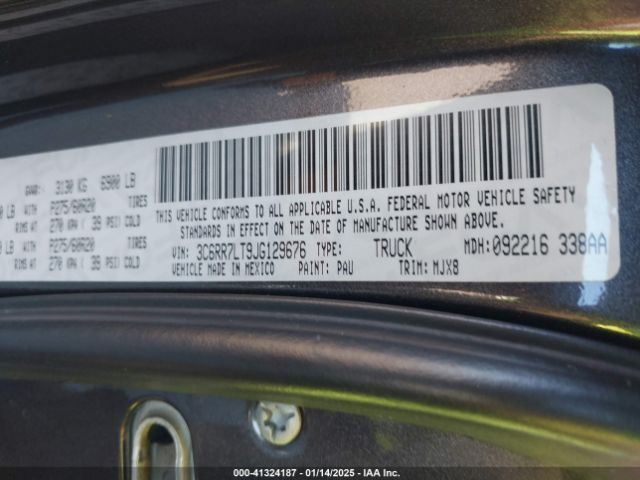 GVWR: 3130 KG 6900 LB
LB WITH P275/60R20 TIRES
RIMS AT 270 KPA ( 39 PSI) COLD
LB WITH P275/60R20 TIRES
RIMS AT 270 KPA ( 39 PSI) COLD
THIS VEHICLE CONFORMS TO ALL APPLICABLE U.S.A. FEDERAL MOTOR VEHICLE SAFETY
STANDARDS IN EFFECT ON THE DATE OF MANUFACTURE SHOWN ABOVE.
VIN: 3C6RR7LT9JG129676 TYPE: TRUCK MDH: 092216 338AA
VEHICLE MADE IN MEXICO PAINT: PAU TRIM: MJX8
000-41324187 - 01/14/2025 - IAA Inc.